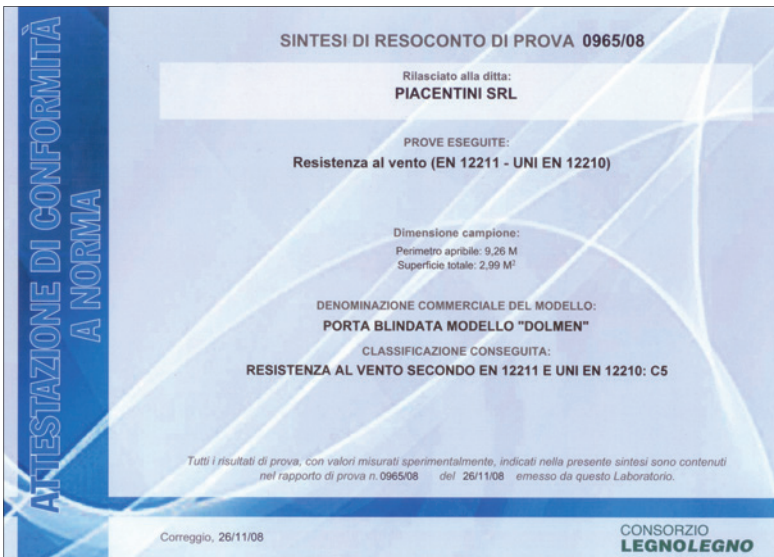 ATTESTAZIONE DI CONFORMITÀ
A NORMA
SINTESI DI RESOCONTO DI PROVA 0965/08
Rilasciato alla ditta:
PIACENTINI SRL
PROVE ESEGUITE:
Resistenza al vento (EN 12211 - UNI EN 12210)
Dimensione campione:
Perimetro apribile: 9,26 M
Superficie totale: 2,99 M²
DENOMINAZIONE COMMERCIALE DEL MODELLO:
PORTA BLINDATA MODELLO "DOLMEN"
CLASSIFICAZIONE CONSEGUITA:
RESISTENZA AL VENTO SECONDO EN 12211 E UNI EN 12210: C5
Tutti i risultati di prova, con valori misurati sperimentalmente, indicati nella presente sintesi sono contenuti
nel rapporto di prova n. 0965/08 del 26/11/08 emesso da questo Laboratorio.
Correggio, 26/11/08
CONSORZIO
LEGNOLEGNO